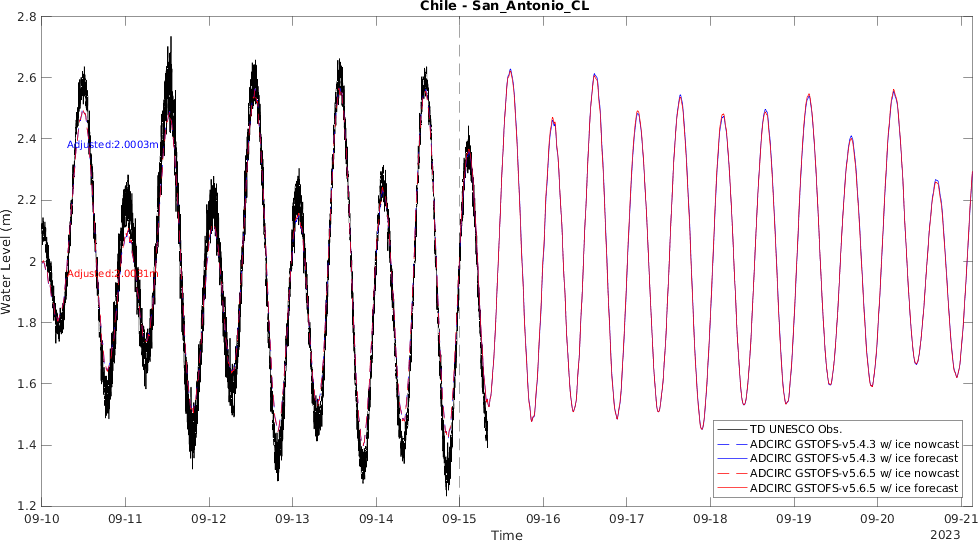 Chile - San_Antonio_CL
2.8
2.6
2.4
2.2
2
1.8
1.6
1.4
1.2
Water Level (m)
Adjusted:2.0003m
Adjusted:2.0031m
TD UNESCO Obs.
ADCIRC GSTOFS-v5.4.3 w/ ice nowcast
ADCIRC GSTOFS-v5.4.3 w/ ice forecast
ADCIRC GSTOFS-v5.6.5 w/ ice nowcast
ADCIRC GSTOFS-v5.6.5 w/ ice forecast
09-10 09-11 09-12 09-13 09-14 09-15 09-16 09-17 09-18 09-19 09-20 09-21
Time
2023